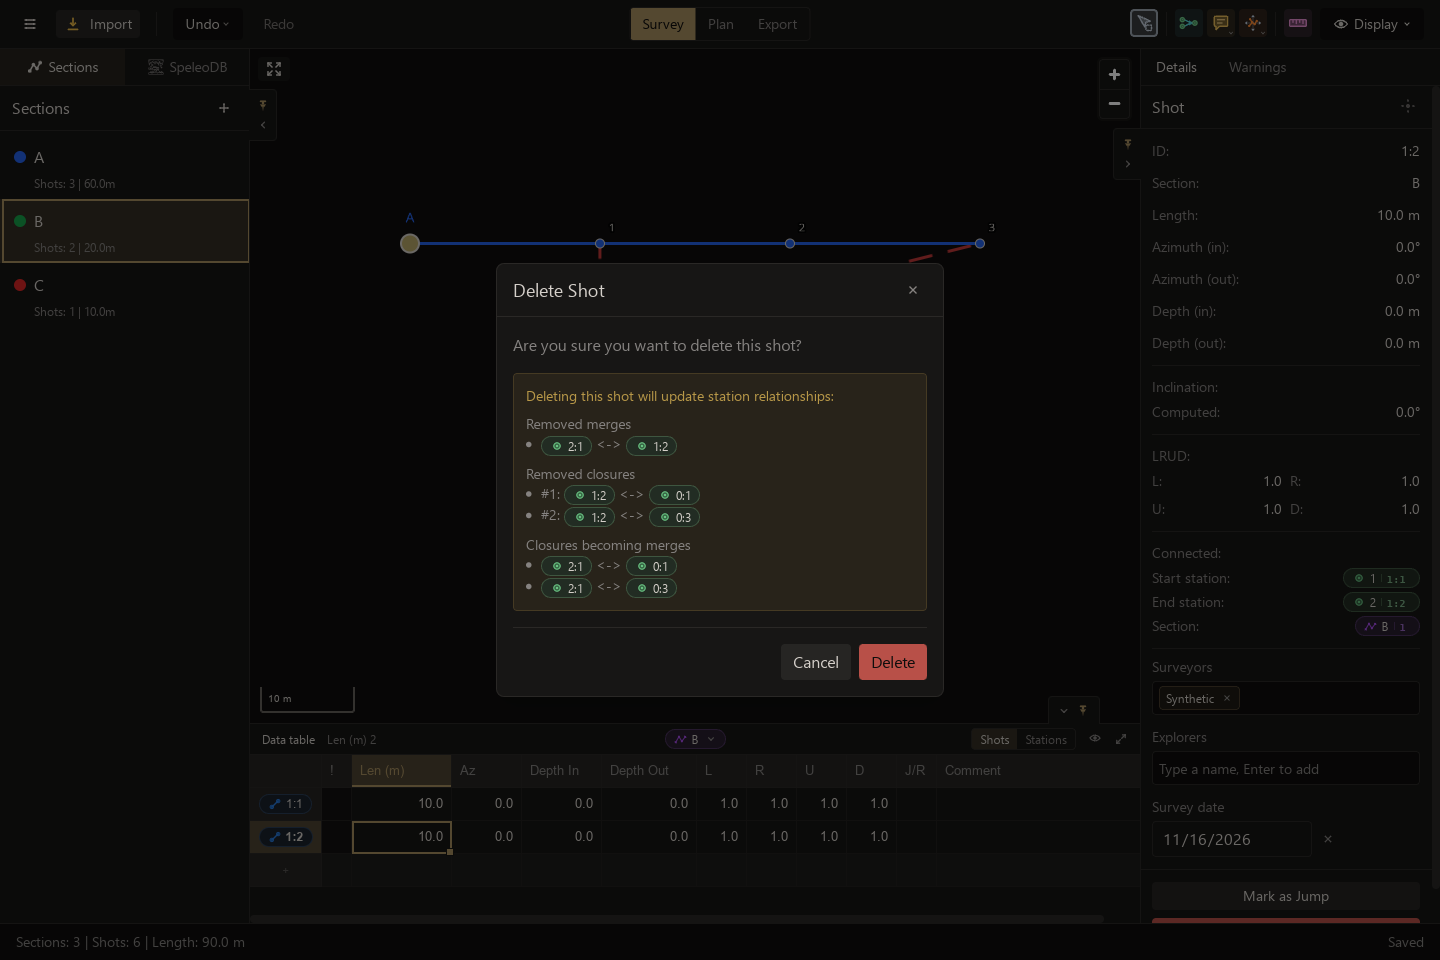 Import
Undo
Redo
Survey
Plan
Export
Display
Sections
SpeleoDB
Details
Warnings
Sections
A
Shots: 3 | 60.0m
B
Shots: 2 | 20.0m
C
Shots: 1 | 10.0m
A
1
2
3
10 m
Delete Shot
Are you sure you want to delete this shot?
Deleting this shot will update station relationships:
Removed merges
2:1 <-> 1:2
Removed closures
#1: 1:2 <-> 0:1
#2: 1:2 <-> 0:3
Closures becoming merges
2:1 <-> 0:1
2:1 <-> 0:3
Cancel
Delete
Shot
ID: 1:2
Section: B
Length: 10.0 m
Azimuth (in): 0.0°
Azimuth (out): 0.0°
Depth (in): 0.0 m
Depth (out): 0.0 m
Inclination:
Computed: 0.0°
LRUD:
L: 1.0 R: 1.0
U: 1.0 D: 1.0
Connected:
Start station: 1 | 1:1
End station: 2 | 1:2
Section: B | 1
Surveyors
Synthetic ×
Explorers
Type a name, Enter to add
Survey date
11/16/2026
Mark as Jump
Data table Len (m) 2
B
Shots
Stations
! Len (m) Az Depth In Depth Out L R U D J/R Comment
1:1 10.0 0.0 0.0 0.0 1.0 1.0 1.0 1.0
1:2 10.0 0.0 0.0 0.0 1.0 1.0 1.0 1.0
+
Sections: 3 | Shots: 6 | Length: 90.0 m
Saved